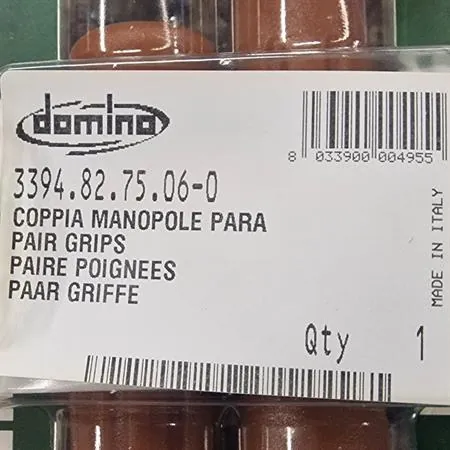 domino
8 033900 004955
3394.82.75.06-0
COPPIA MANOPOLE PARA
PAIR GRIPS
PAIRE POIGNEES
PAAR GRIFFE
MADE IN ITALY
Qty 1